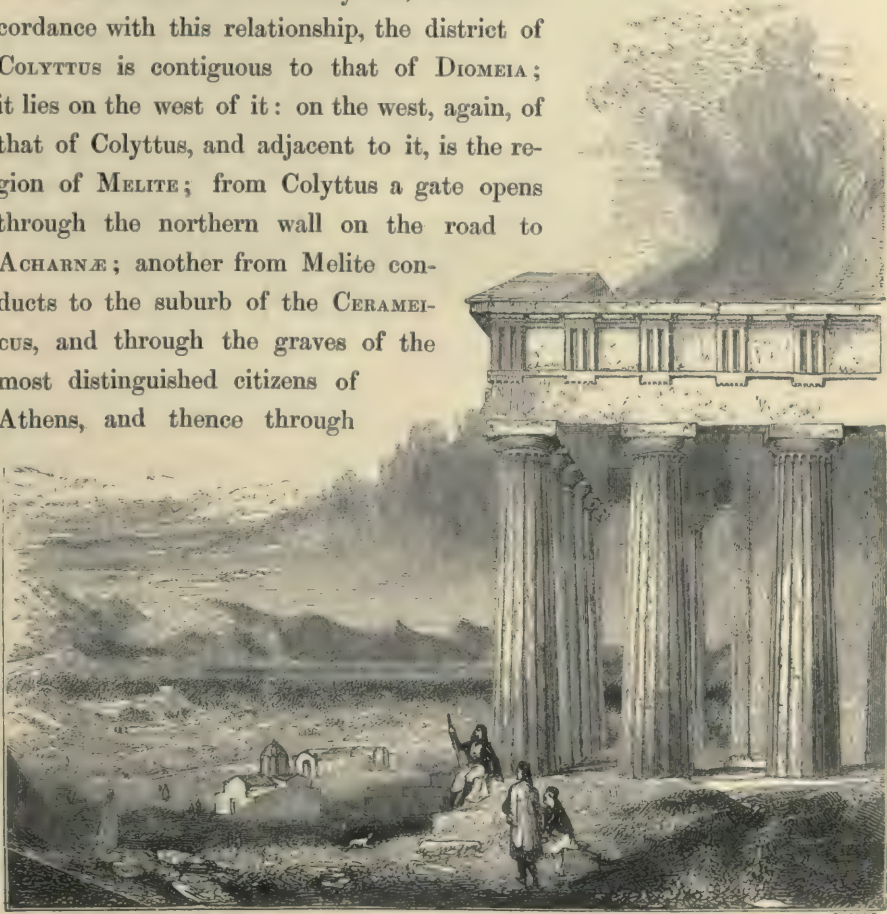 cordance with this relationship, the district of
COLYTTUS is contiguous to that of DIOMEIA;
it lies on the west of it: on the west, again, of
that of Colyttus, and adjacent to it, is the re-
gion of MELITE; from Colyttus a gate opens
through the northern wall on the road to
ACHARNÆ; another from Melite con-
ducts to the suburb of the CERAMEI-
CUS, and through the graves of the
most distinguished citizens of
Athens, and thence through